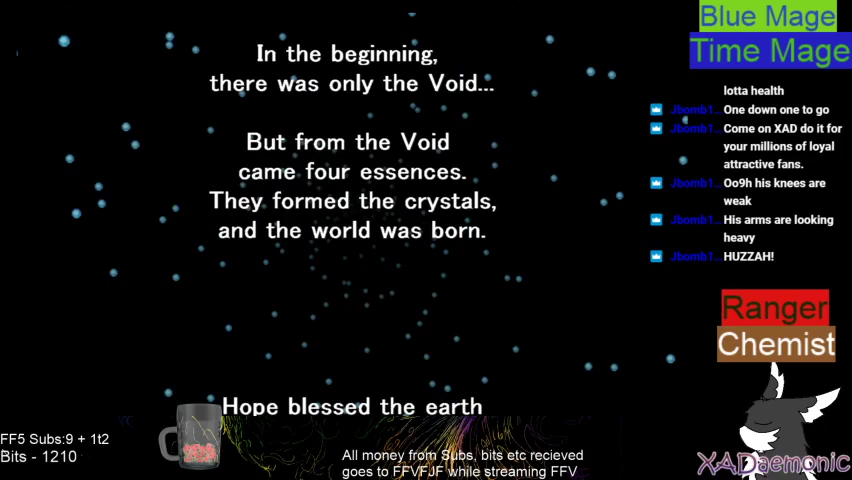 In the beginning,
there was only the Void...
But from the Void
came four essences.
They formed the crystals,
and the world was born.
Hope blessed the earth
Blue Mage
Time Mage
lotta health
Jbomb1... One down one to go
Jbomb1... Come on XAD do it for
your millions of loyal
attractive fans.
Jbomb1... Oo9h his knees are
weak
Jbomb1... His arms are looking
heavy
Jbomb1... HUZZAH!
Ranger
Chemist
XADaemonic
FF5 Subs:9 + 1t2
Bits - 1210
All money from Subs, bits etc recieved
goes to FFVFJF while streaming FFV